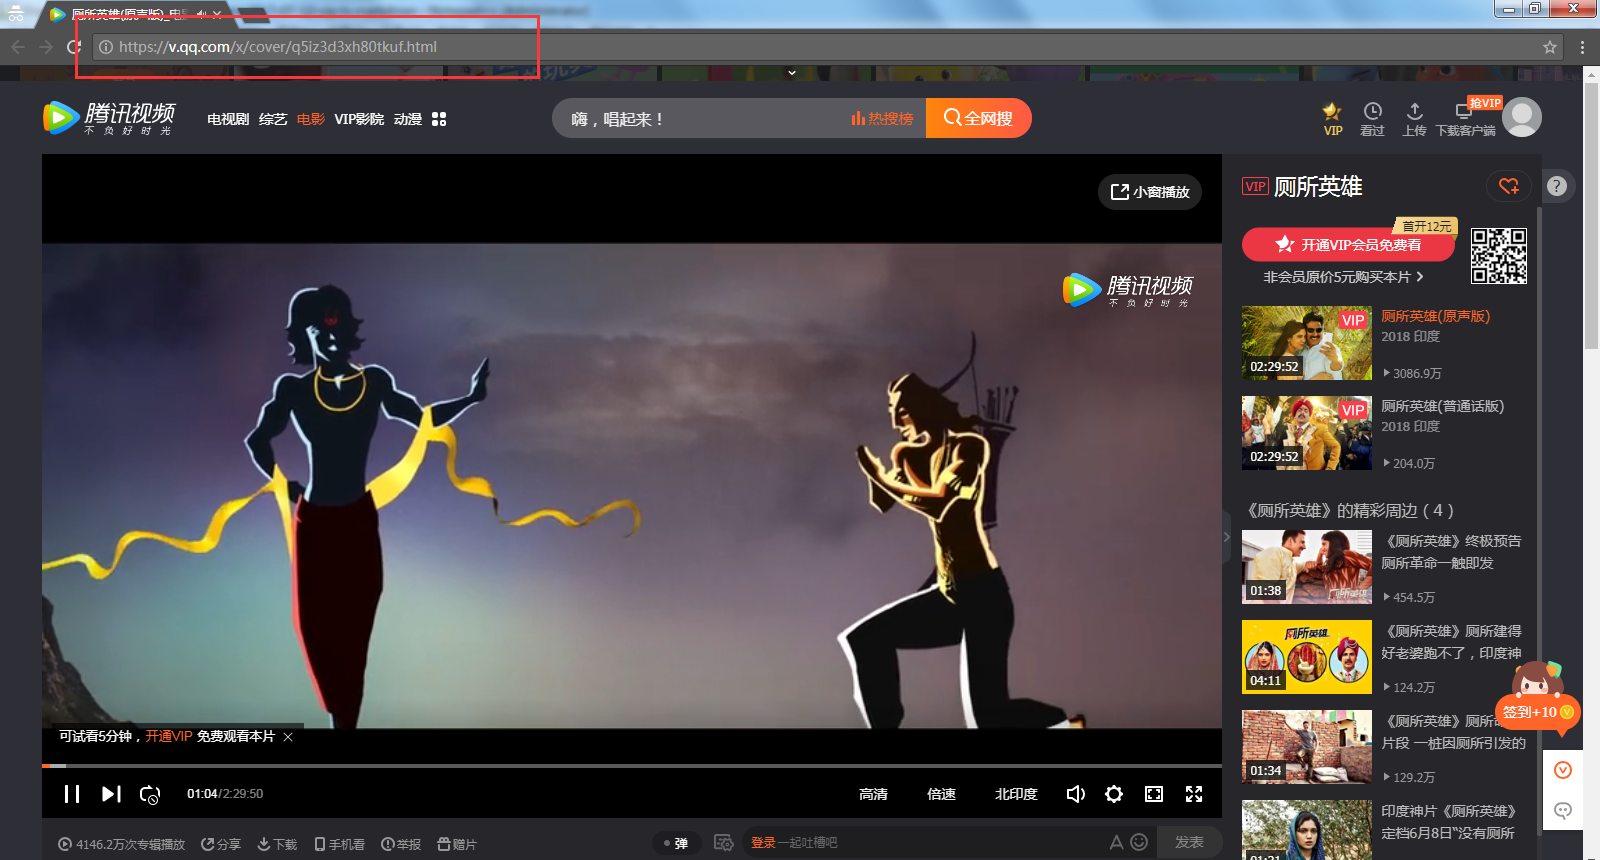 厕所英雄(原声版)_电影
https://v.qq.com/x/cover/q5iz3d3xh80tkuf.html
腾讯视频
不负好时光
电视剧 综艺 电影 VIP影院 动漫
嗨，唱起来！
热搜榜
全网搜
VIP
看过
上传
下载客户端
抢VIP
小窗播放
腾讯视频
不负好时光
可试看5分钟，开通VIP 免费观看本片
01:04/2:29:50
高清
倍速
北印度
4146.2万次专辑播放
分享
下载
手机看
举报
赠片
弹
登录一起吐槽吧
发表
VIP 厕所英雄
首开12元
开通VIP会员免费看
非会员原价5元购买本片
VIP
02:29:52
厕所英雄(原声版)
2018 印度
3086.9万
VIP
02:29:52
厕所英雄(普通话版)
2018 印度
204.0万
《厕所英雄》的精彩周边（4）
01:38
《厕所英雄》终极预告
厕所革命一触即发
454.5万
厕所英雄
04:11
《厕所英雄》厕所建得
好老婆跑不了，印度神
124.2万
01:34
《厕所英雄》厕所
片段 一桩因厕所引发的
129.2万
01:31
印度神片《厕所英雄》
定档6月8日“没有厕所
签到+10